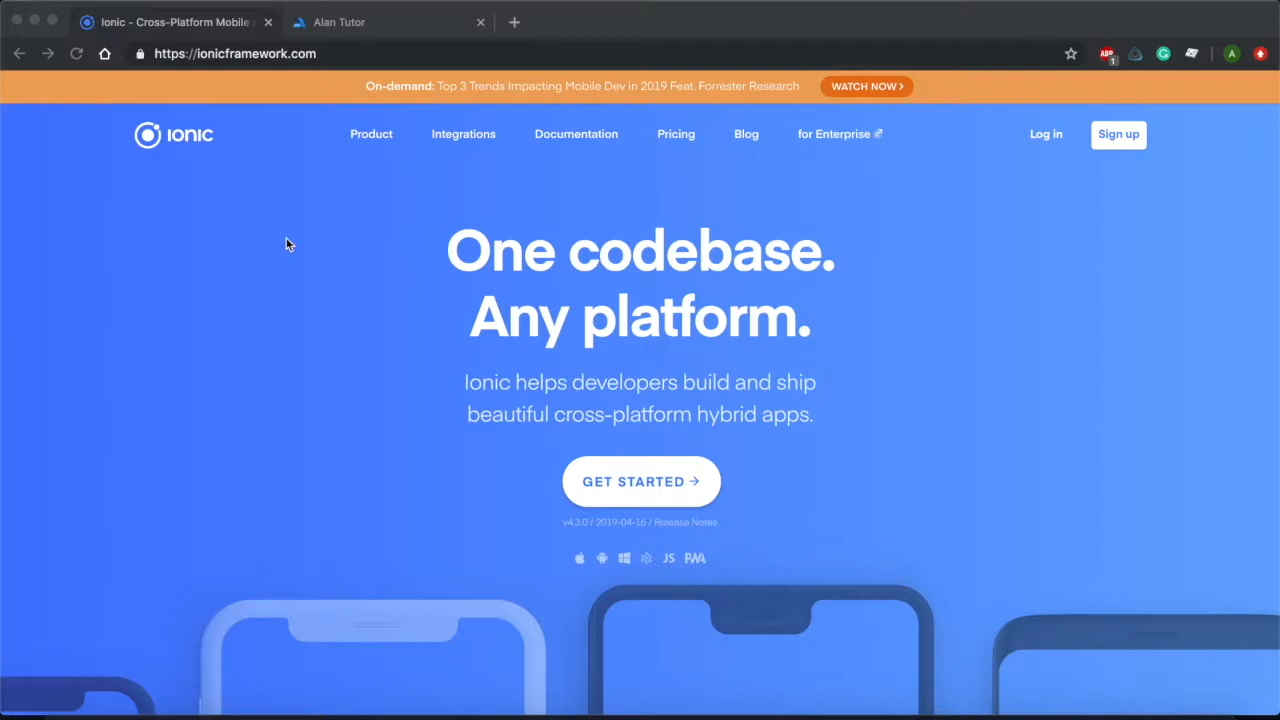 Ionic - Cross-Platform Mobile
Alan Tutor
https://ionicframework.com
ABP
1
A
On-demand: Top 3 Trends Impacting Mobile Dev in 2019 Feat. Forrester Research
WATCH NOW
IONIC
Product
Integrations
Documentation
Pricing
Blog
for Enterprise
Log in
Sign up
One codebase.
Any platform.
Ionic helps developers build and ship
beautiful cross-platform hybrid apps.
GET STARTED
v4.3.0 / 2019-04-16 / Release Notes
JS
PWA